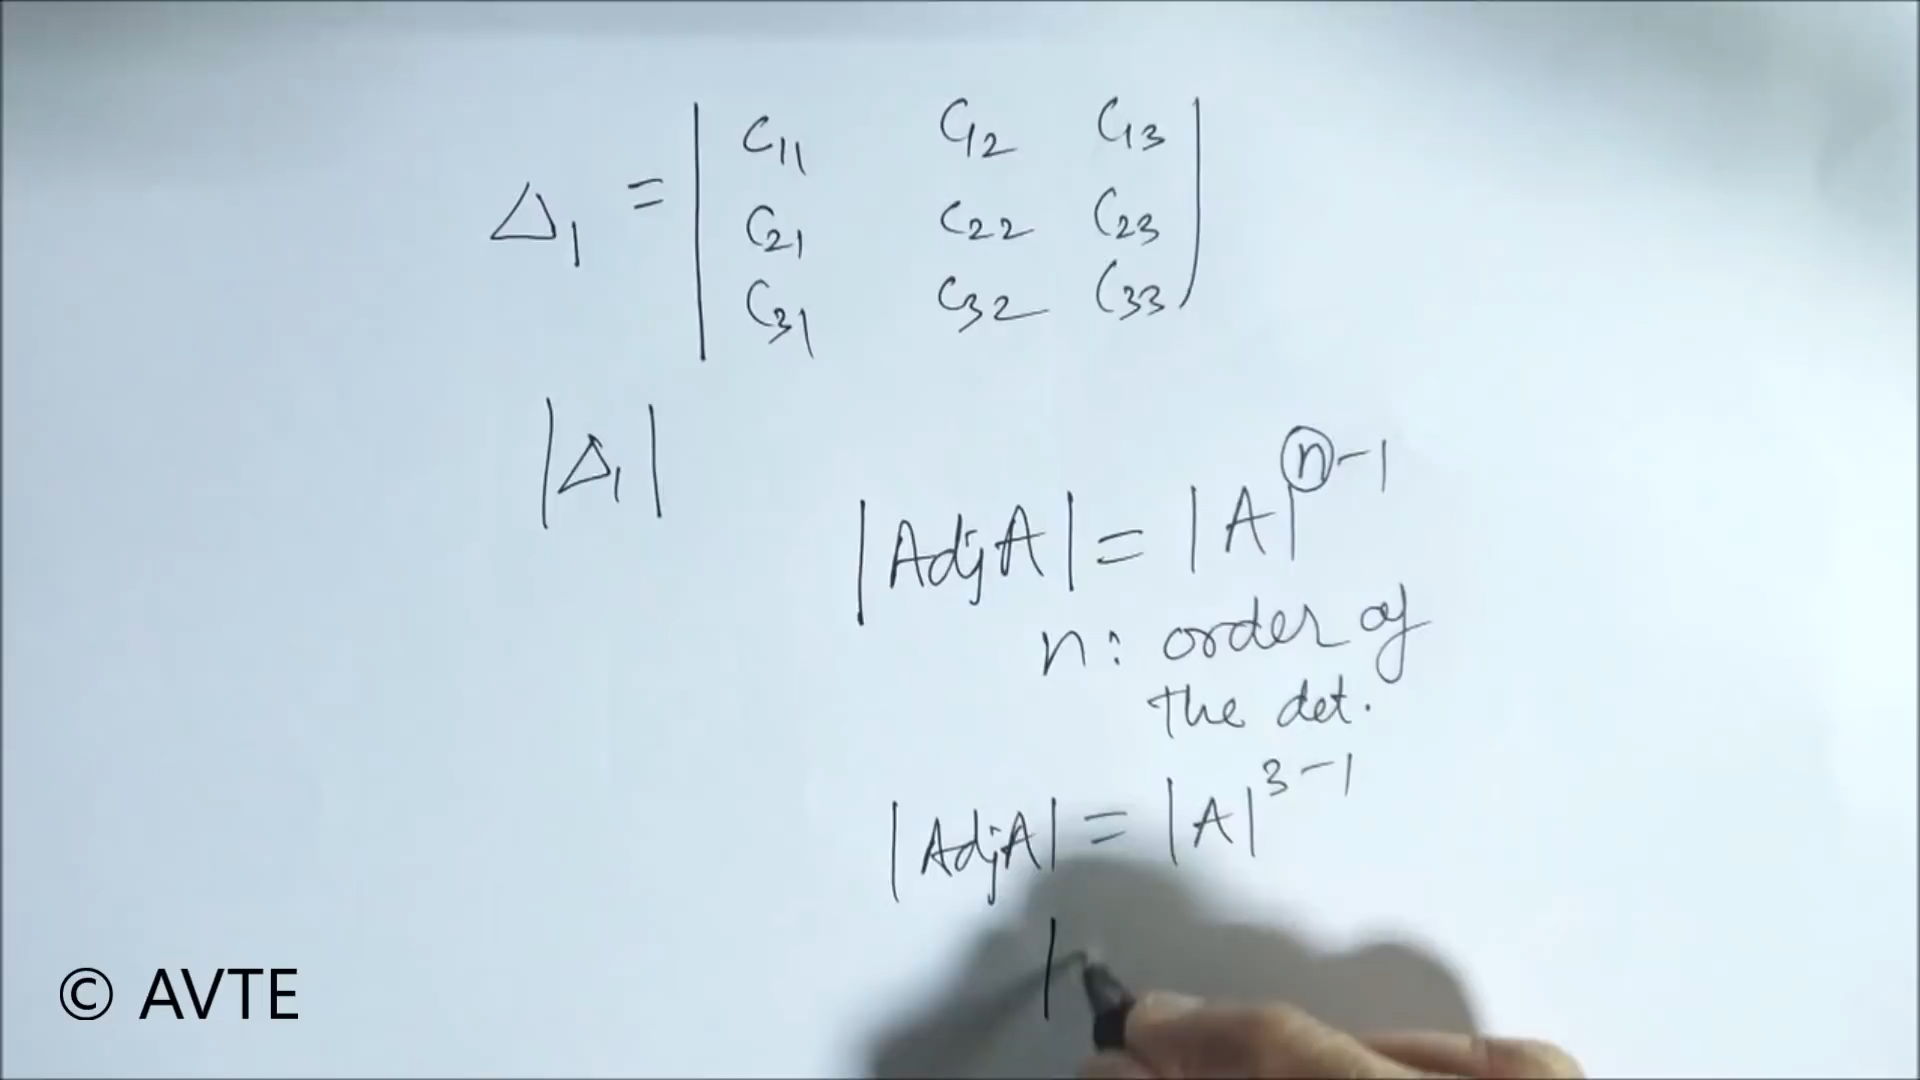 Δ₁ = | C₁₁ C₁₂ C₁₃ |
C₂₁ C₂₂ C₂₃
C₃₁ C₃₂ C₃₃
|Δ₁|
|AdjA| = |A|ⁿ⁻¹
n: order of
the det.
|AdjA| = |A|³⁻¹
|
© AVTE